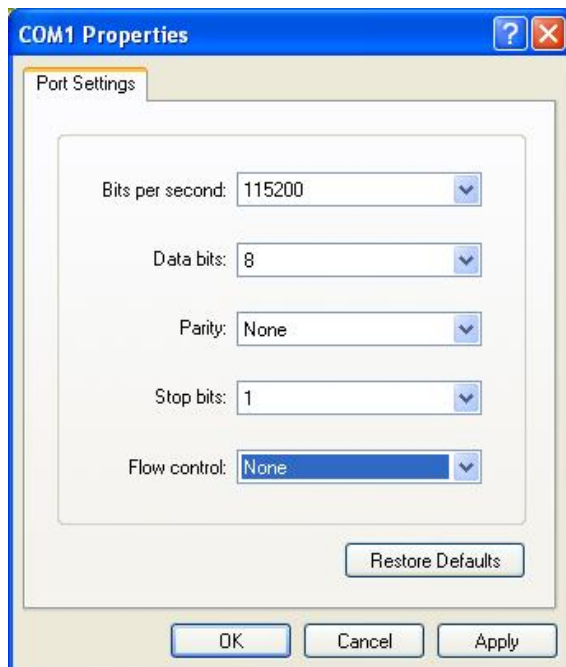 COM1 Properties
Port Settings
Bits per second: 115200
Data bits: 8
Parity: None
Stop bits: 1
Flow control: None
Restore Defaults
OK Cancel Apply